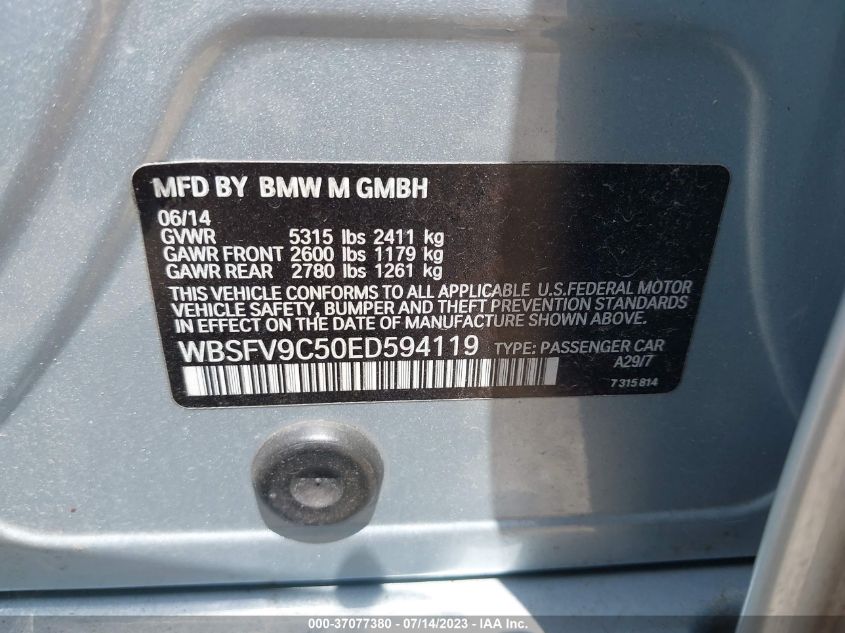 MFD BY BMW M GMBH
06/14
GVWR 5315 lbs 2411 kg
GAWR FRONT 2600 lbs 1179 kg
GAWR REAR 2780 lbs 1261 kg
THIS VEHICLE CONFORMS TO ALL APPLICABLE U.S.FEDERAL MOTOR
VEHICLE SAFETY, BUMPER AND THEFT PREVENTION STANDARDS
IN EFFECT ON THE DATE OF MANUFACTURE SHOWN ABOVE.
WBSFV9C50ED594119 TYPE: PASSENGER CAR
A29/7
7 315 814
000-37077380 / 07/14/2023 / IAA Inc.